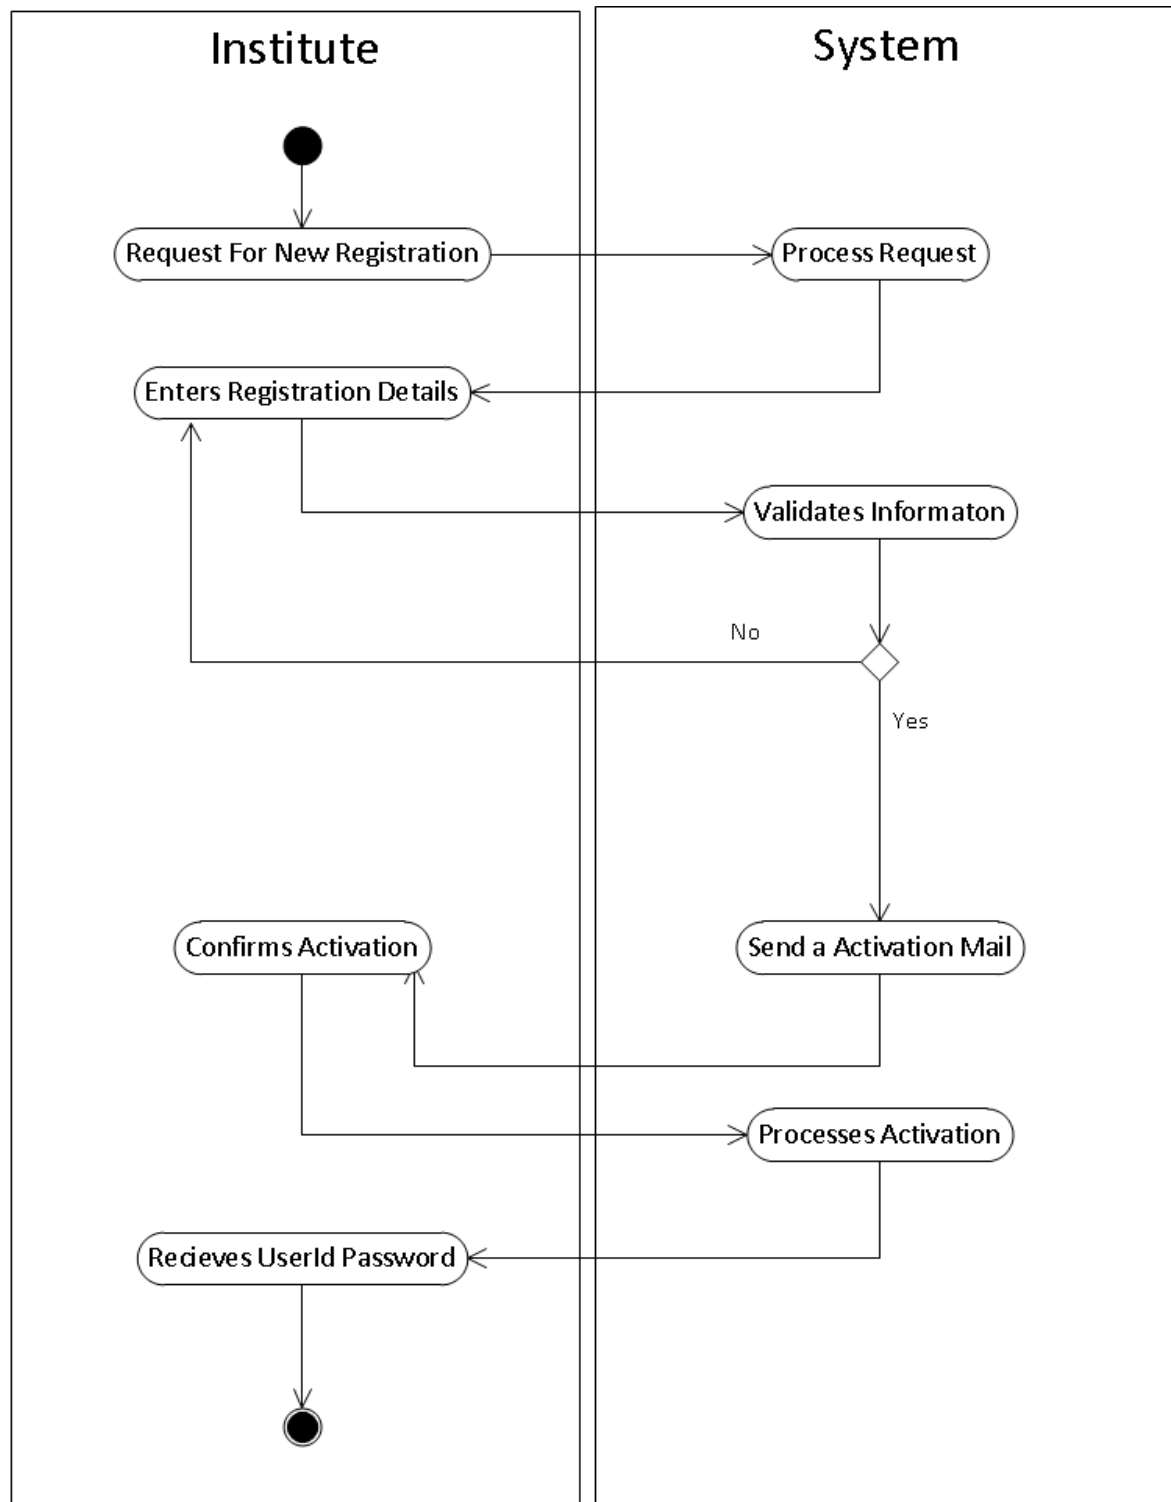 Institute
System
Request For New Registration
Process Request
Enters Registration Details
Validates Informaton
No
Yes
Confirms Activation
Send a Activation Mail
Processes Activation
Recieves UserId Password